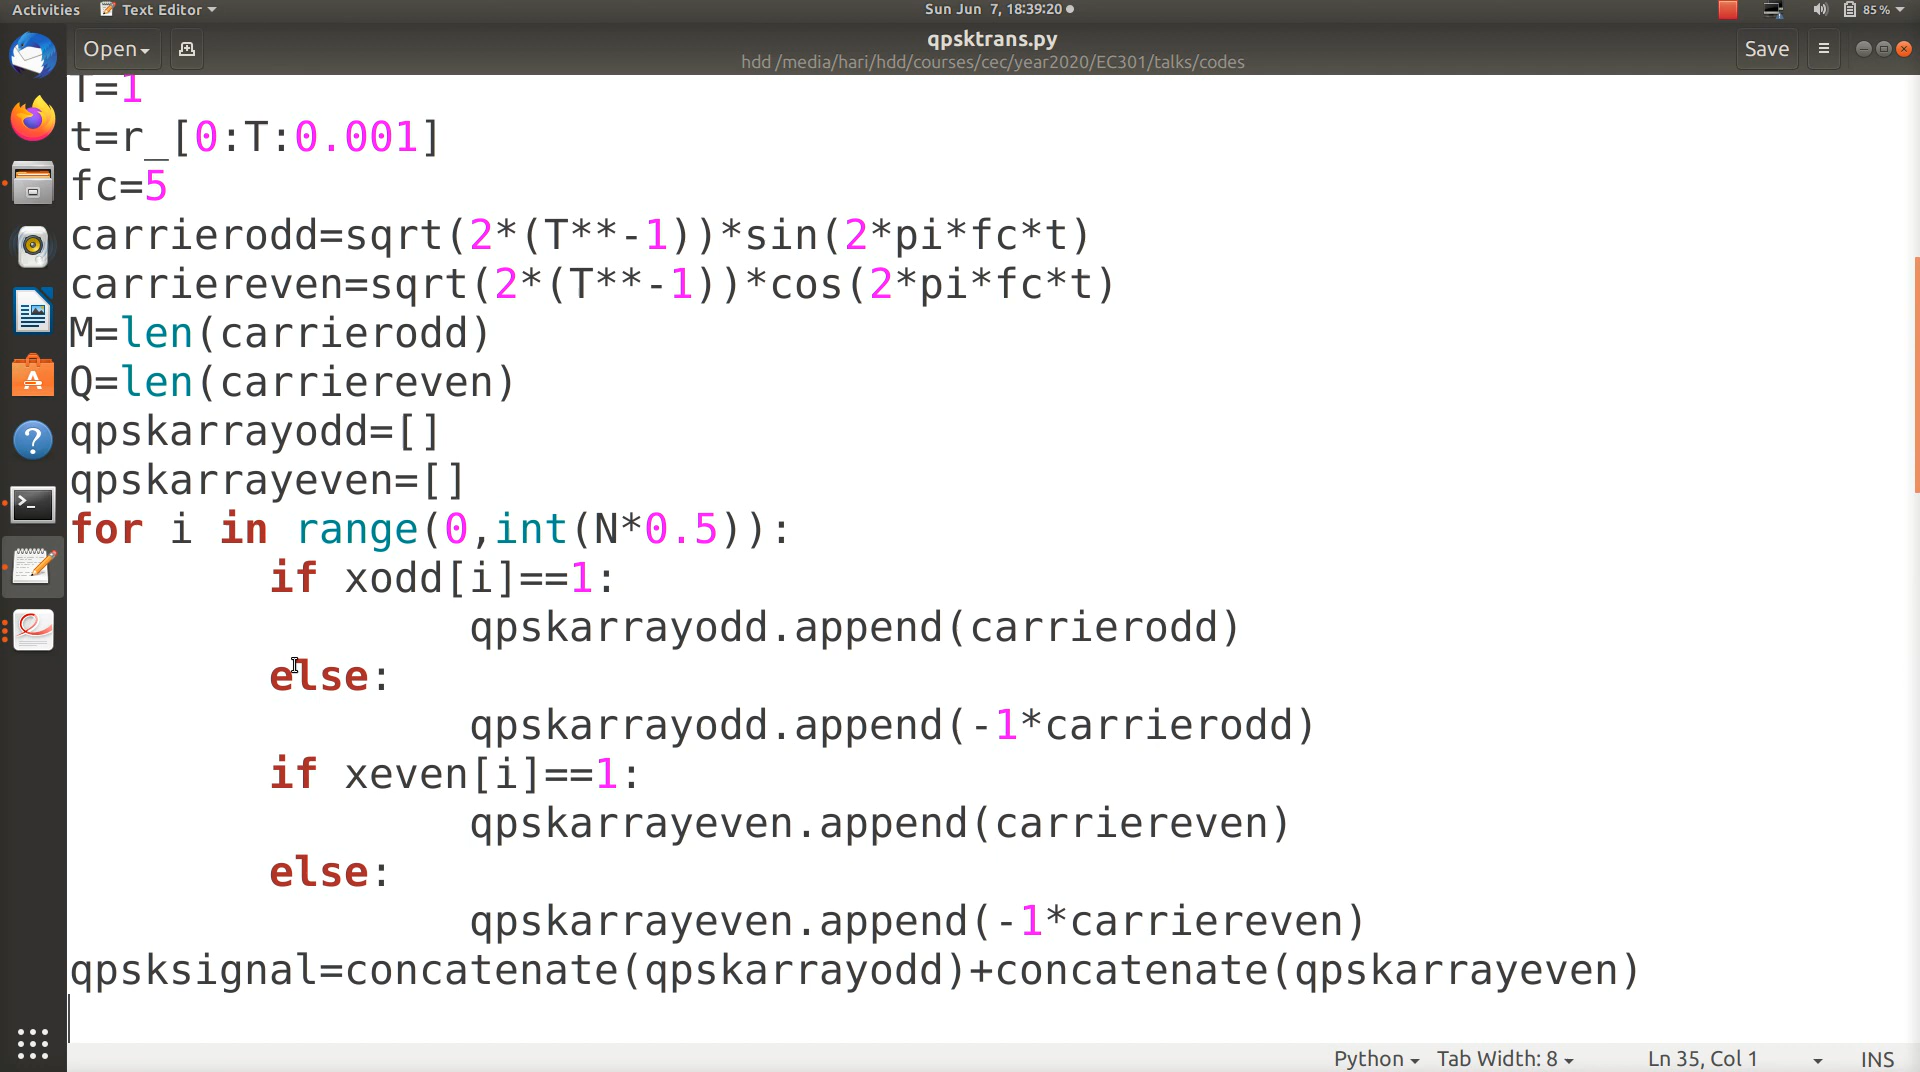 Activities
Text Editor
Sun Jun 7, 18:39:20
85%
Open
qpsktrans.py
hdd /media/hari/hdd/courses/cec/year2020/EC301/talks/codes
Save
T=1
t=r_[0:T:0.001]
fc=5
carrierodd=sqrt(2*(T**-1))*sin(2*pi*fc*t)
carriereven=sqrt(2*(T**-1))*cos(2*pi*fc*t)
M=len(carrierodd)
Q=len(carriereven)
qpskarrayodd=[]
qpskarrayeven=[]
for i in range(0,int(N*0.5)):
if xodd[i]==1:
qpskarrayodd.append(carrierodd)
else:
qpskarrayodd.append(-1*carrierodd)
if xeven[i]==1:
qpskarrayeven.append(carriereven)
else:
qpskarrayeven.append(-1*carriereven)
qpsksignal=concatenate(qpskarrayodd)+concatenate(qpskarrayeven)
Python
Tab Width: 8
Ln 35, Col 1
INS